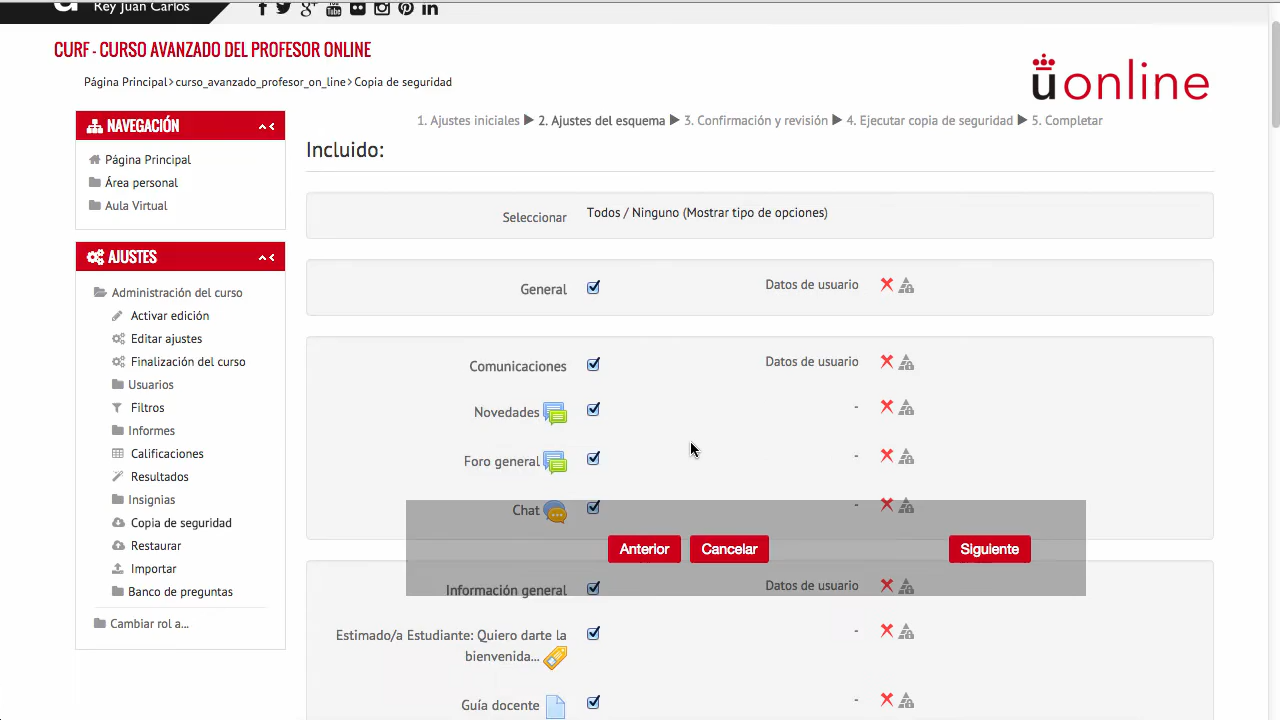 Rey Juan Carlos
CURF - CURSO AVANZADO DEL PROFESOR ONLINE
Página Principal > curso_avanzado_profesor_on_line > Copia de seguridad
uonline
NAVEGACIÓN
Página Principal
Área personal
Aula Virtual
AJUSTES
Administración del curso
Activar edición
Editar ajustes
Finalización del curso
Usuarios
Filtros
Informes
Calificaciones
Resultados
Insignias
Copia de seguridad
Restaurar
Importar
Banco de preguntas
Cambiar rol a...
1. Ajustes iniciales ▶ 2. Ajustes del esquema ▶ 3. Confirmación y revisión ▶ 4. Ejecutar copia de seguridad ▶ 5. Completar
Incluido:
Seleccionar Todos / Ninguno (Mostrar tipo de opciones)
General Datos de usuario
Comunicaciones Datos de usuario
Novedades -
Foro general -
Chat -
Anterior Cancelar Siguiente
Información general Datos de usuario
Estimado/a Estudiante: Quiero darte la -
bienvenida...
Guía docente -